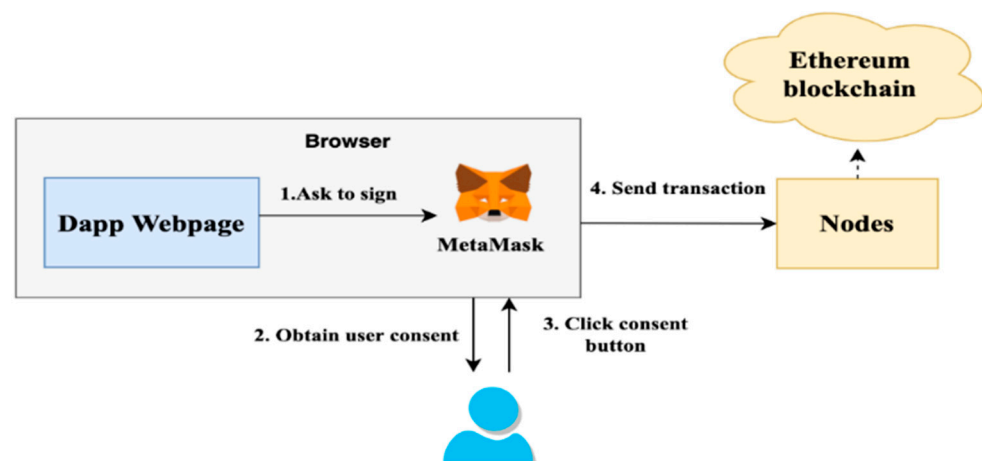 Ethereum
blockchain
Browser
Dapp Webpage
1.Ask to sign
MetaMask
4. Send transaction
Nodes
2. Obtain user consent
3. Click consent
button